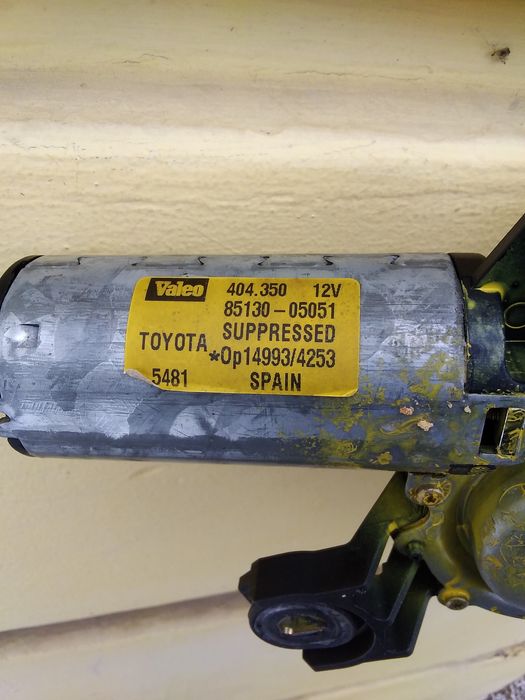 Valeo 404.350 12V
85130-05051
SUPPRESSED
TOYOTA *Op14993/4253
5481 SPAIN